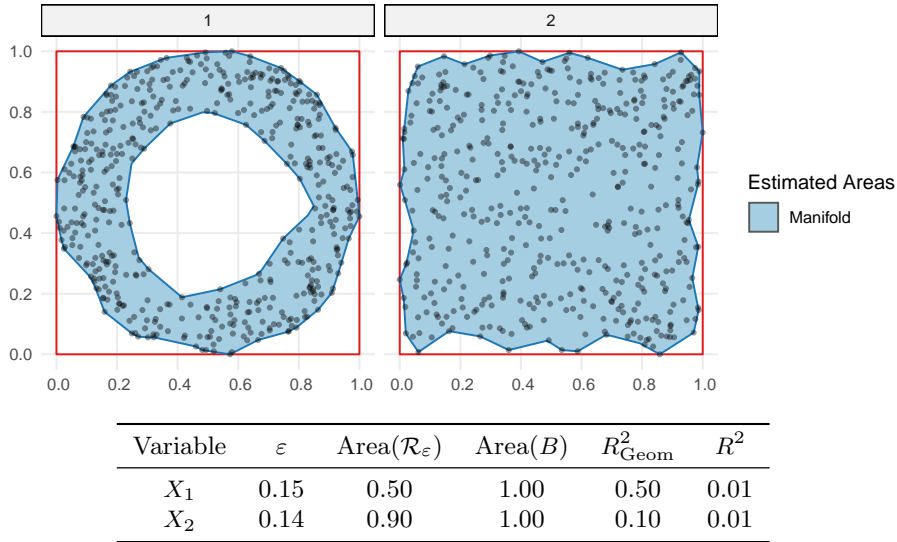 1 2
1.0
0.8
0.6
0.4
0.2
0.0
0.0 0.2 0.4 0.6 0.8 1.0 0.0 0.2 0.4 0.6 0.8 1.0
Estimated Areas
Manifold
Variable ε Area(ℛ_ε) Area(B) R²_Geom R²
X₁ 0.15 0.50 1.00 0.50 0.01
X₂ 0.14 0.90 1.00 0.10 0.01